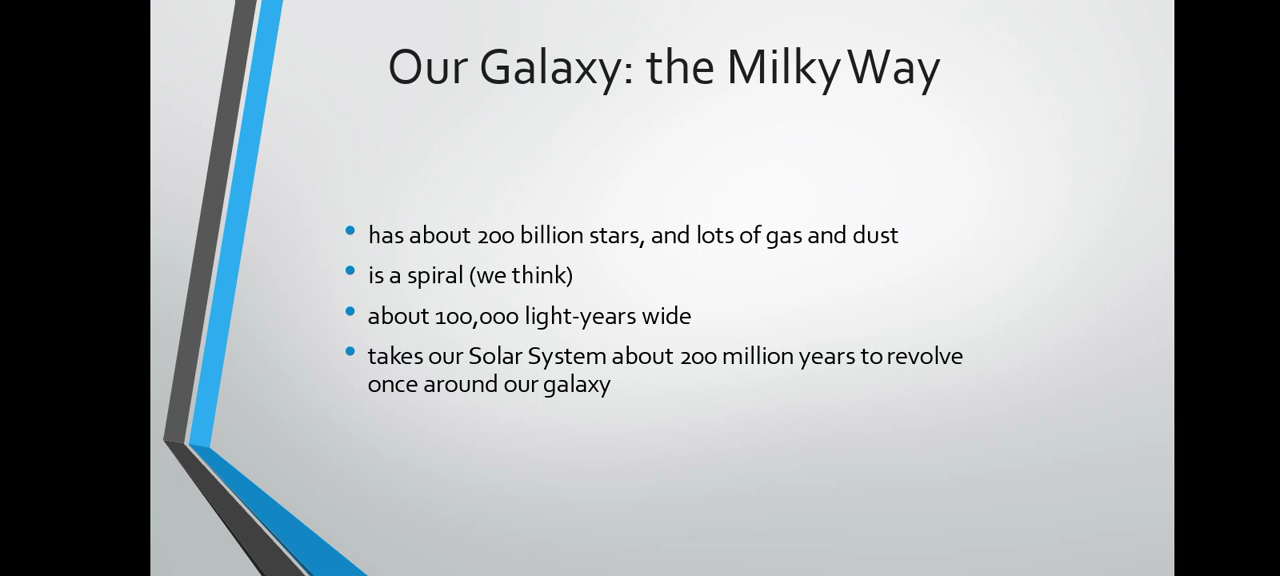 Our Galaxy: the Milky Way
• has about 200 billion stars, and lots of gas and dust
• is a spiral (we think)
• about 100,000 light-years wide
• takes our Solar System about 200 million years to revolve
once around our galaxy